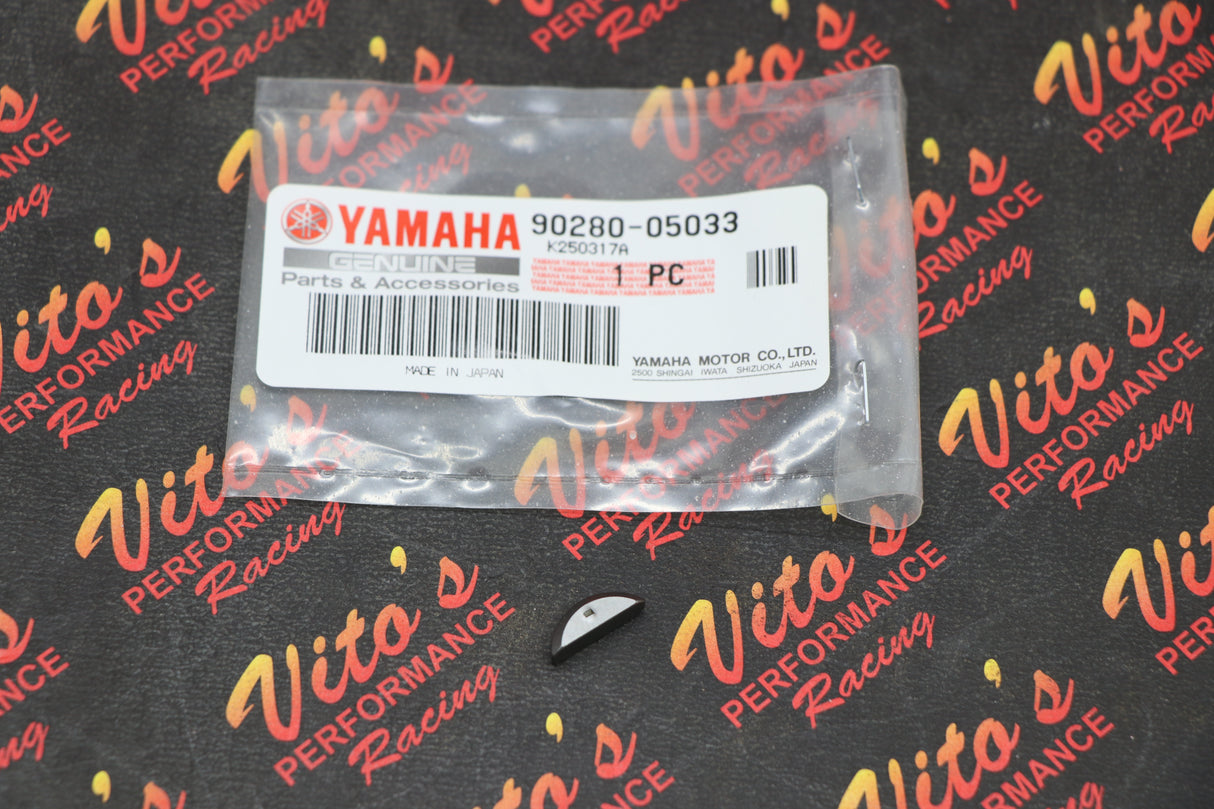 YAMAHA 90280-05033
K250317A
GENUINE
1 PC
Parts & Accessories
MADE IN JAPAN
YAMAHA MOTOR CO., LTD.
2500 SHINGAI IWATA SHIZUOKA JAPAN
Vito's
PERFORMANCE
Racing